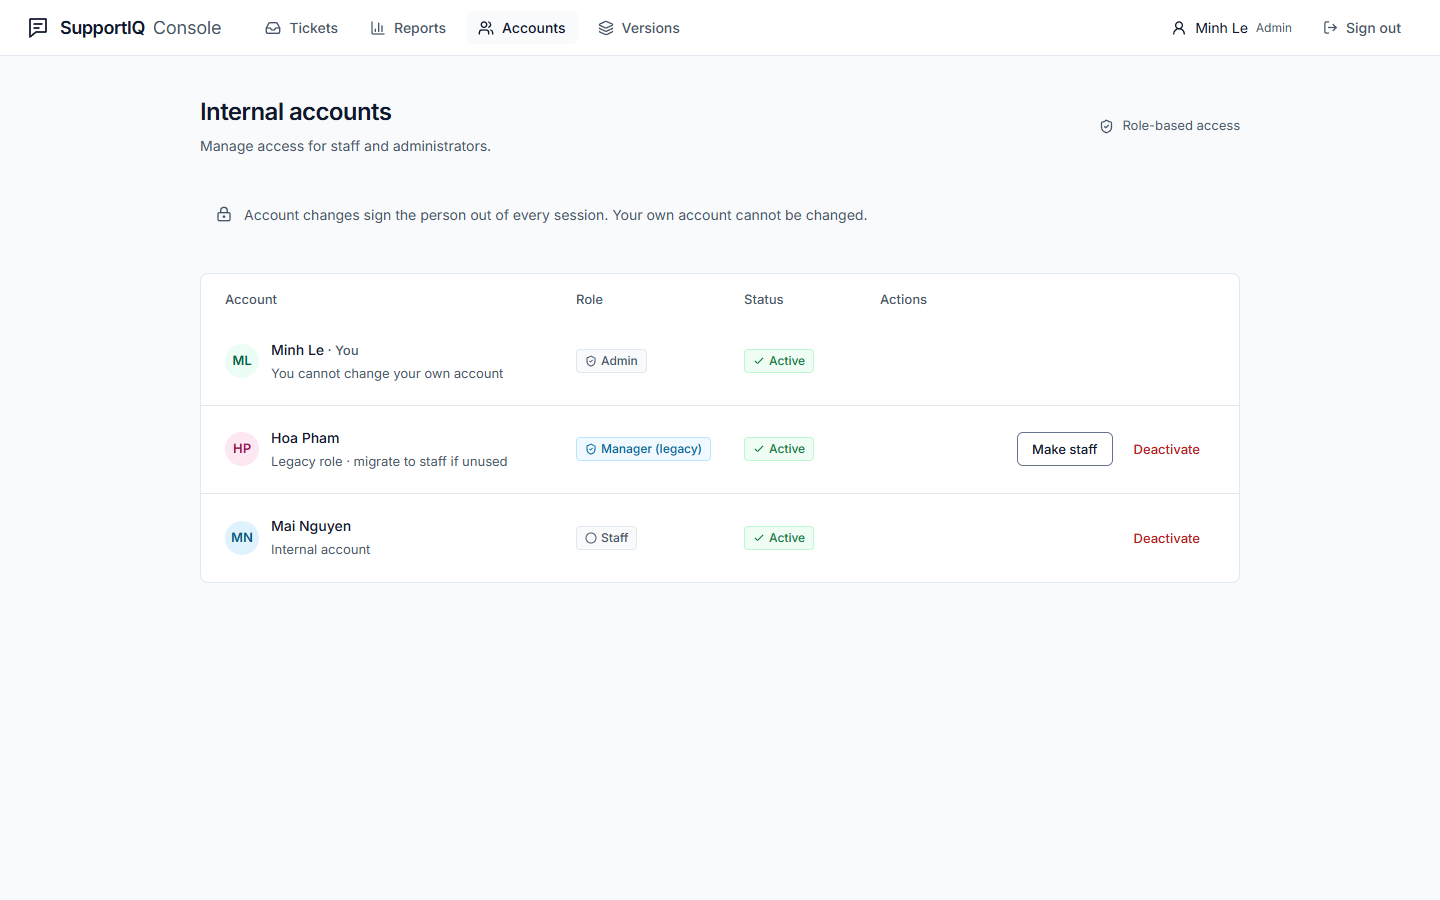 SupportIQ Console Tickets Reports Accounts Versions Minh Le Admin Sign out
Internal accounts
Manage access for staff and administrators.
Role-based access
Account changes sign the person out of every session. Your own account cannot be changed.
Account Role Status Actions
ML Minh Le · You
You cannot change your own account
Admin Active
HP Hoa Pham
Legacy role · migrate to staff if unused
Manager (legacy) Active Make staff Deactivate
MN Mai Nguyen
Internal account
Staff Active Deactivate